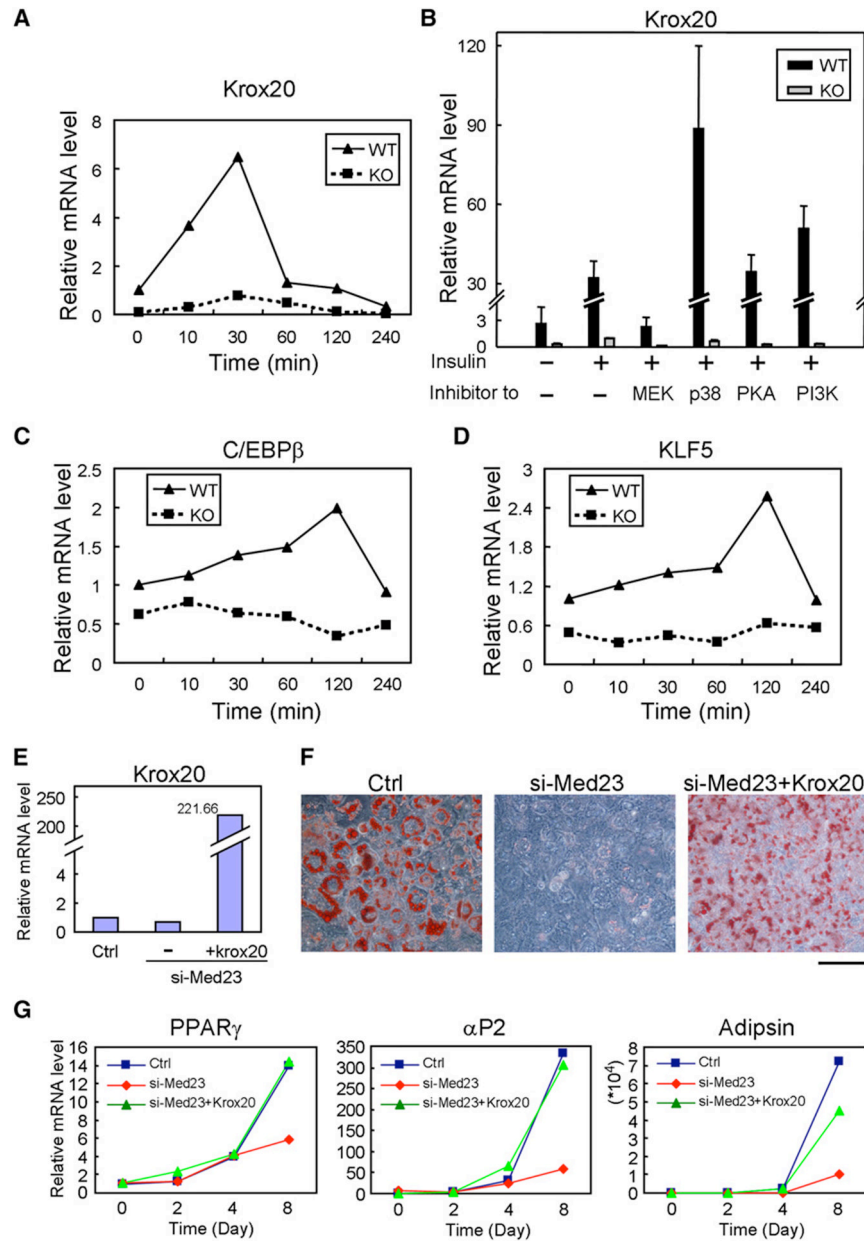 A
Krox20
Relative mRNA level
8
6
4
2
0
WT
KO
0 10 30 60 120 240
Time (min)
B
Krox20
Relative mRNA level
120
90
60
30
3
0
WT
KO
Insulin − + + + + +
Inhibitor to − − MEK p38 PKA PI3K
C
C/EBPβ
Relative mRNA level
2.5
2
1.5
1
0.5
0
WT
KO
0 10 30 60 120 240
Time (min)
D
KLF5
Relative mRNA level
3
2.4
1.8
1.2
0.6
0
WT
KO
0 10 30 60 120 240
Time (min)
E
Krox20
Relative mRNA level
250
200
4
2
0
221.66
Ctrl − +krox20
si-Med23
F
Ctrl si-Med23 si-Med23+Krox20
G
PPARγ
Relative mRNA level
16
14
12
10
8
6
4
2
0
Ctrl
si-Med23
si-Med23+Krox20
0 2 4 8
Time (Day)
αP2
350
300
250
200
150
100
50
0
Ctrl
si-Med23
si-Med23+Krox20
0 2 4 8
Time (Day)
Adipsin
(*10⁴)
8
7
6
5
4
3
2
1
0
Ctrl
si-Med23
si-Med23+Krox20
0 2 4 8
Time (Day)